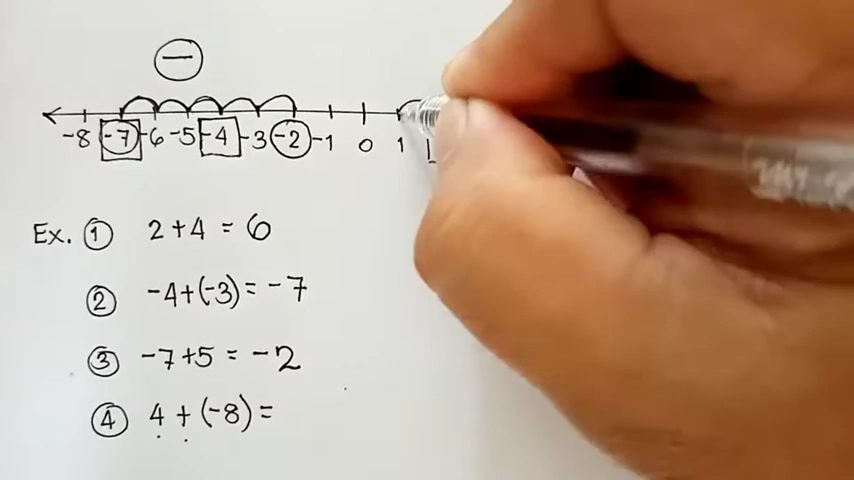 −
-8 -7 -6 -5 -4 -3 -2 -1 0 1
Ex. ① 2+4 = 6
② -4+(-3) = -7
③ -7+5 = -2
④ 4+(-8) =